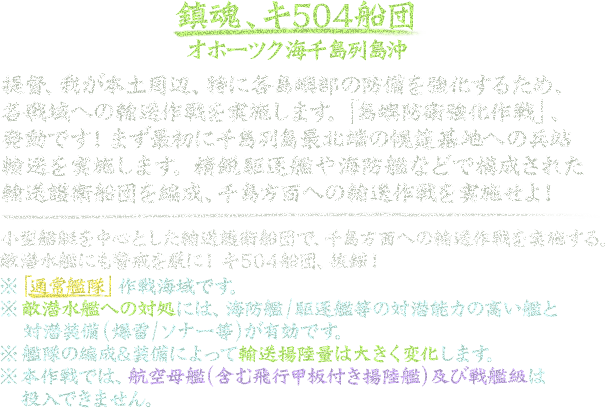 鎮魂、キ504船団
オホーツク海千島列島沖
提督、我が本土周辺、特に各島嶼部の防備を強化するため、
各戦域への輸送作戦を実施します。「島嶼防衛強化作戦」、
発動です！まず最初に千島列島最北端の幌筵基地への兵站
輸送を実施します。精鋭駆逐艦や海防艦などで構成された
輸送護衛船団を編成、千島方面への輸送作戦を実施せよ！
小型艦艇を中心とした輸送護衛船団で、千島方面への輸送作戦を実施する。
敵潜水艦にも警戒を厳に！キ504船団、抜錨！
※「通常艦隊」作戦海域です。
※敵潜水艦への対処には、海防艦/駆逐艦等の対潜能力の高い艦と
対潜装備(爆雷/ソナー等)が有効です。
※艦隊の編成&装備によって輸送揚陸量は大きく変化します。
※本作戦では、航空母艦(含む飛行甲板付き揚陸艦)及び戦艦級は
投入できません。